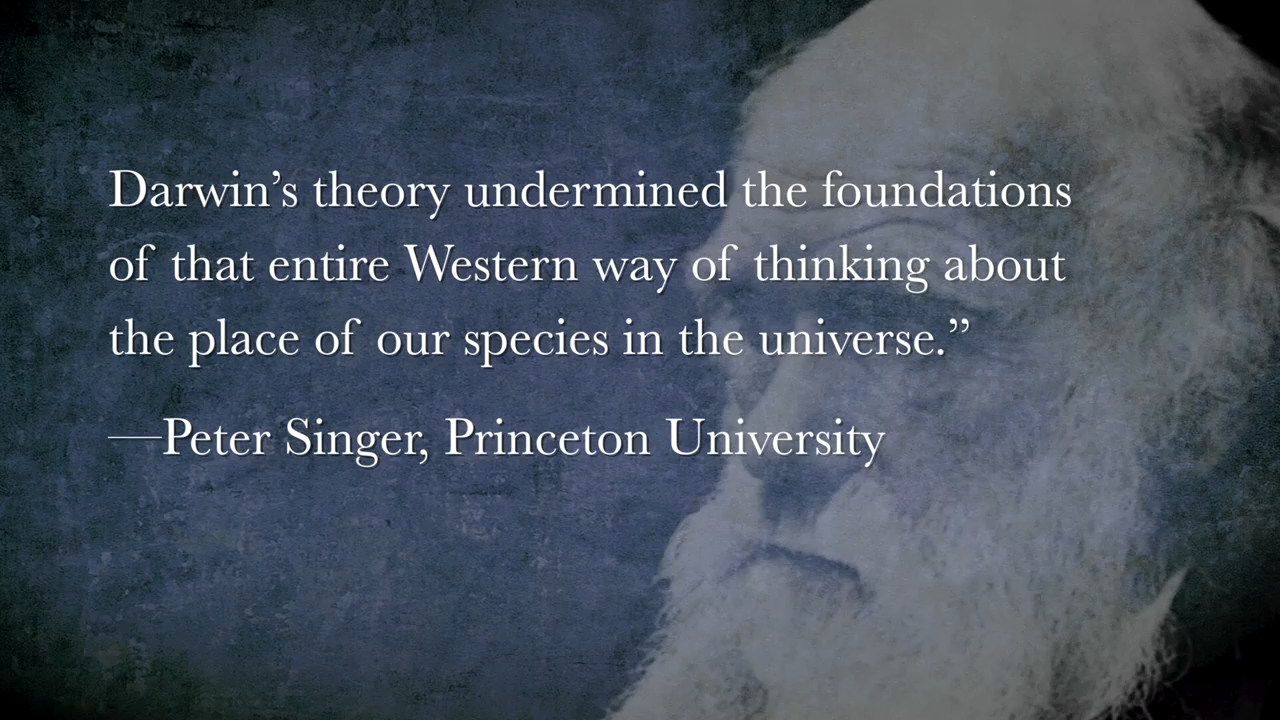 Darwin’s theory undermined the foundations
of that entire Western way of thinking about
the place of our species in the universe.”
—Peter Singer, Princeton University